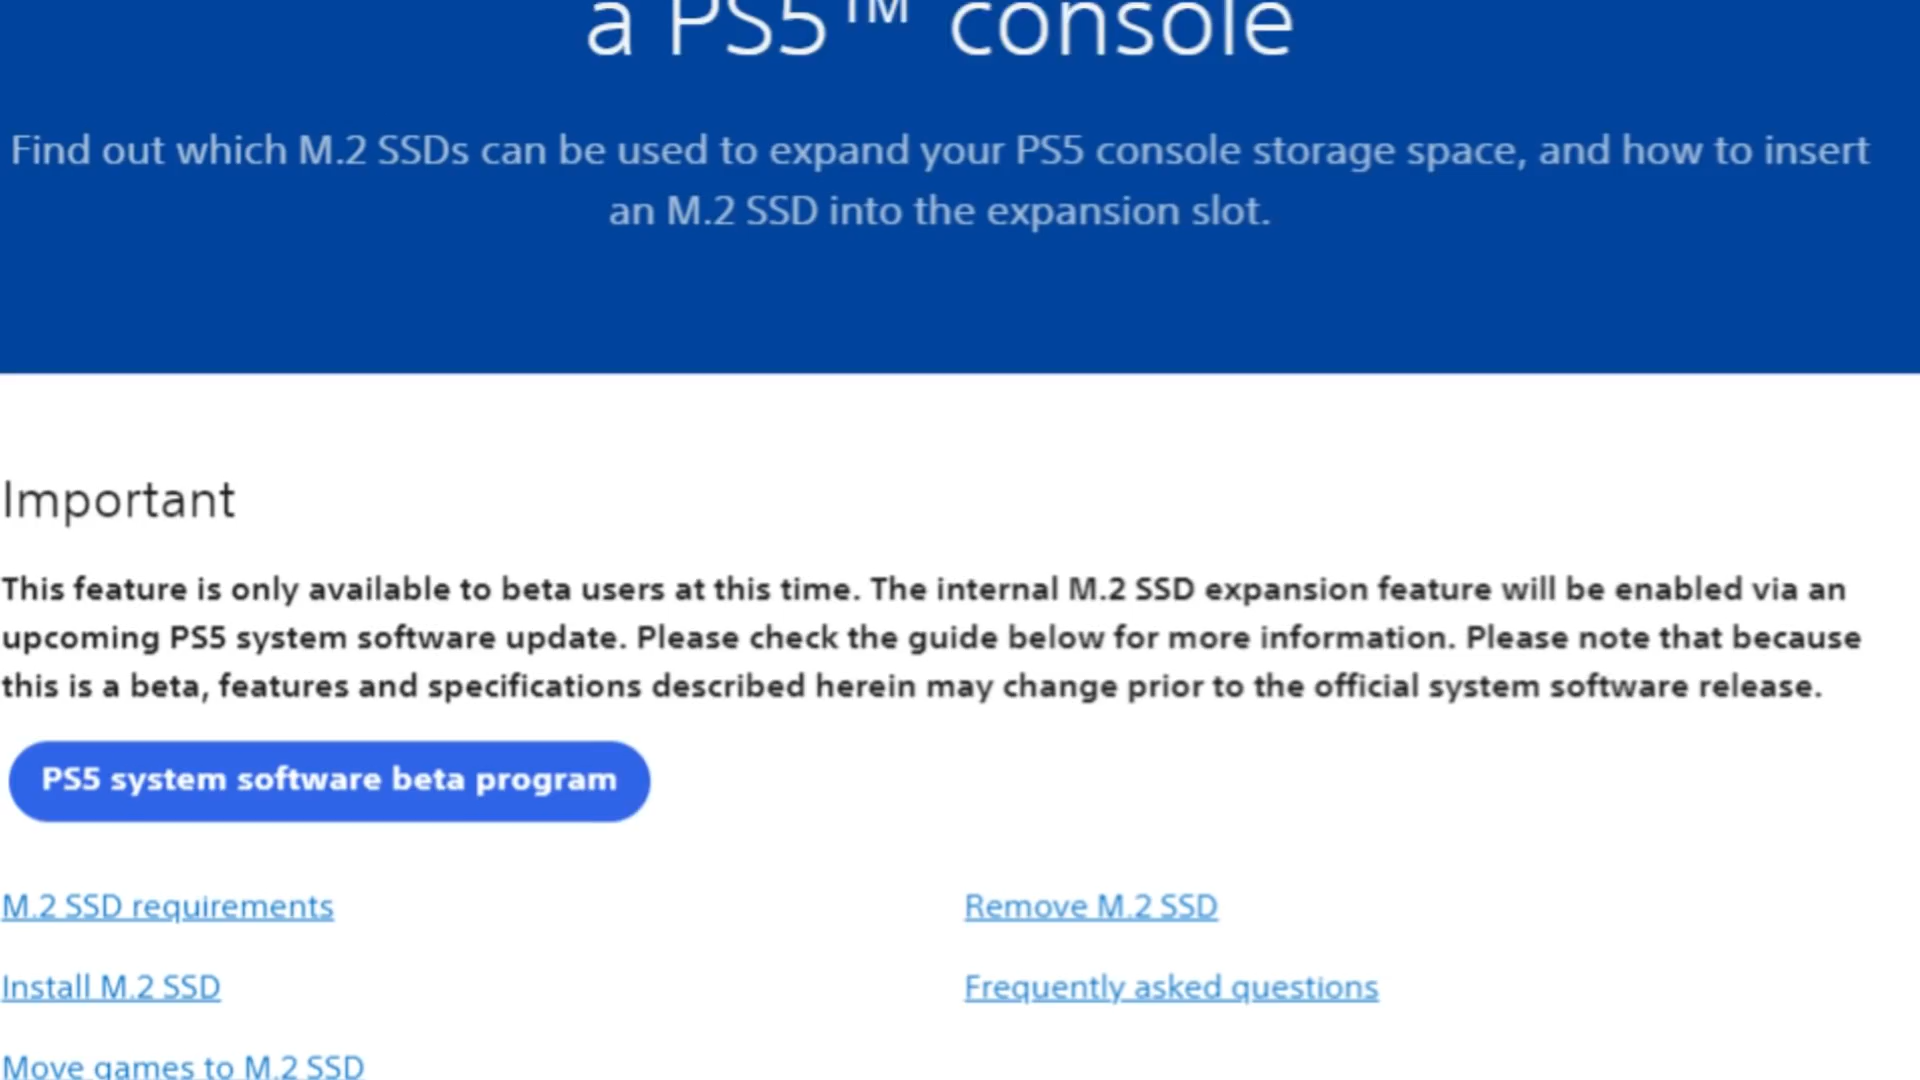 a PS5™ console
Find out which M.2 SSDs can be used to expand your PS5 console storage space, and how to insert
an M.2 SSD into the expansion slot.
Important
This feature is only available to beta users at this time. The internal M.2 SSD expansion feature will be enabled via an
upcoming PS5 system software update. Please check the guide below for more information. Please note that because
this is a beta, features and specifications described herein may change prior to the official system software release.
PS5 system software beta program
M.2 SSD requirements
Remove M.2 SSD
Install M.2 SSD
Frequently asked questions
Move games to M.2 SSD